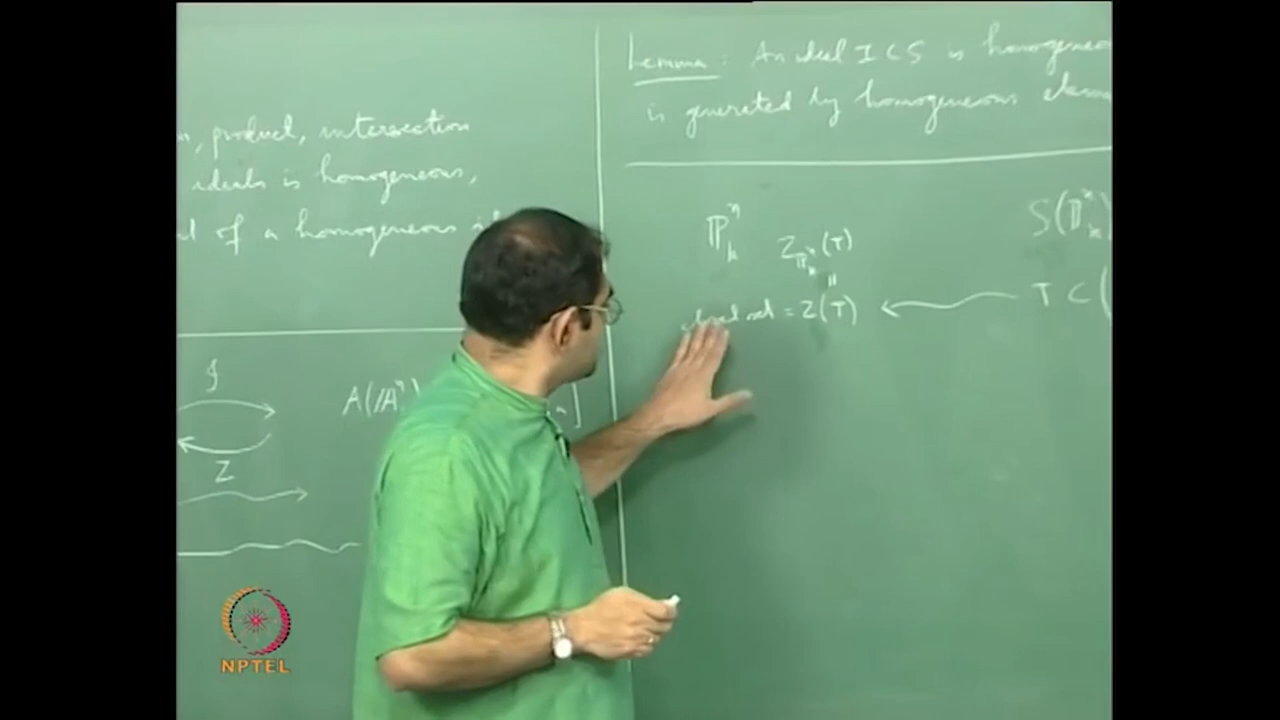 , product, intersection
ideals is homogeneous,
of a homogeneous
I
Z
A(/A
Lemma : An ideal I ⊂ S is homogeneo
is generated by homogeneous elem
ℙⁿₖ
Z_ℙⁿₖ(T)
॥
closed set = Z(T)
S(ℙⁿₖ)
T ⊂ (
NPTEL